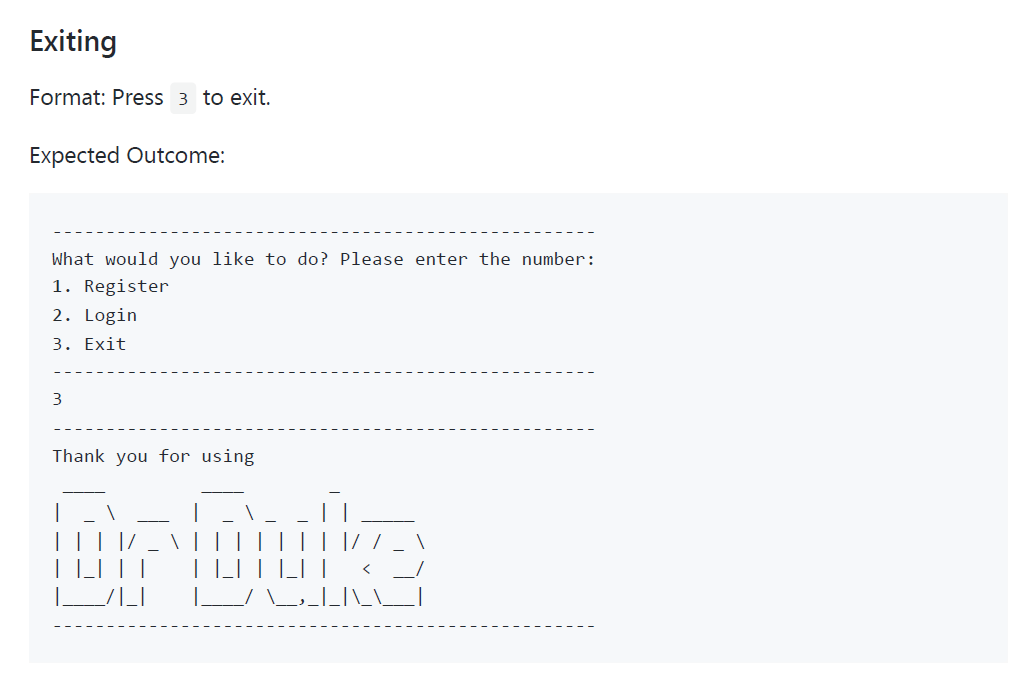 Exiting
Format: Press 3 to exit.
Expected Outcome:
---------------------------------------------------
What would you like to do? Please enter the number:
1. Register
2. Login
3. Exit
---------------------------------------------------
3
---------------------------------------------------
Thank you for using
 ____         ____        _
|  _ \  ___  |  _ \ _  _ | | _____
| | | |/ _ \ | | | | | | | |/ / _ \
| |_| | |    | |_| | |_| |   <  __/
|____/|_|    |____/ \__,_|_|\_\___|
---------------------------------------------------